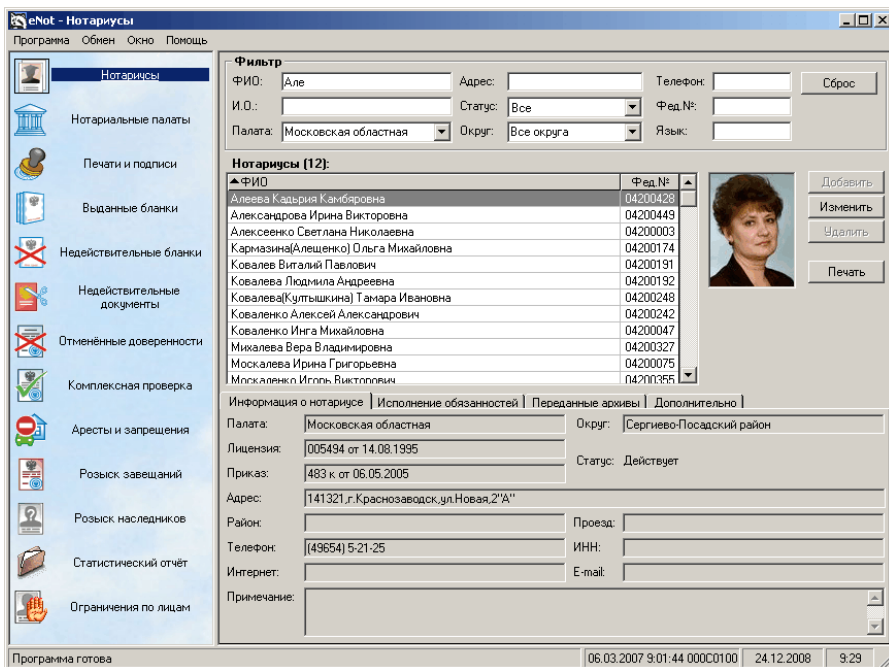 eNot - Нотариусы
Программа Обмен Окно Помощь
Нотариусы
Нотариальные палаты
Печати и подписи
Выданные бланки
Недействительные бланки
Недействительные
документы
Отменённые доверенности
Комплексная проверка
Аресты и запрещения
Розыск завещаний
Розыск наследников
Статистический отчёт
Ограничения по лицам
Фильтр
ФИО: Але Адрес: Телефон: Сброс
И.О.: Статус: Все Фед.№:
Палата: Московская областная Округ: Все округа Язык:
Нотариусы (12):
ФИО Фед.№
Алеева Кадырия Камбяровна 04200428
Александрова Ирина Викторовна 04200449
Алексеенко Светлана Николаевна 04200003
Кармазина(Алещенко) Ольга Михайловна 04200174
Ковалев Виталий Павлович 04200191
Ковалева Людмила Андреевна 04200192
Ковалева(Култышкина) Тамара Ивановна 04200248
Коваленко Алексей Александрович 04200242
Коваленко Инга Михайловна 04200047
Михалева Вера Владимировна 04200327
Москалева Ирина Григорьевна 04200075
Москаленко Игорь Викторович 04200355
Добавить
Изменить
Удалить
Печать
Информация о нотариусе Исполнение обязанностей Переданные архивы Дополнительно
Палата: Московская областная Округ: Сергиево-Посадский район
Лицензия: 005494 от 14.08.1995
Статус: Действует
Приказ: 483 к от 06.05.2005
Адрес: 141321,г.Краснозаводск,ул.Новая,2"А"
Район: Проезд:
Телефон: (49654) 5-21-25 ИНН:
Интернет: E-mail:
Примечание:
Программа готова 06.03.2007 9:01:44 000C0100 24.12.2008 9:29